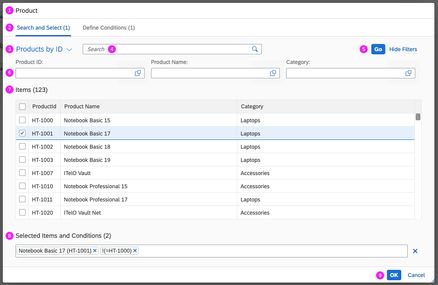 1 Product
2 Search and Select (1) Define Conditions (1)
3 Products by ID Search 4 5 Go Hide Filters
Product ID: Product Name: Category:
6
7 Items (123)
ProductId Product Name Category
HT-1000 Notebook Basic 15 Laptops
HT-1001 Notebook Basic 17 Laptops
HT-1002 Notebook Basic 18 Laptops
HT-1003 Notebook Basic 19 Laptops
HT-1007 ITelO Vault Accessories
HT-1010 Notebook Professional 15 Accessories
HT-1011 Notebook Professional 17 Laptops
HT-1020 ITelO Vault Net Accessories
8 Selected Items and Conditions (2)
Notebook Basic 17 (HT-1001) !(=HT-1000)
9 OK Cancel